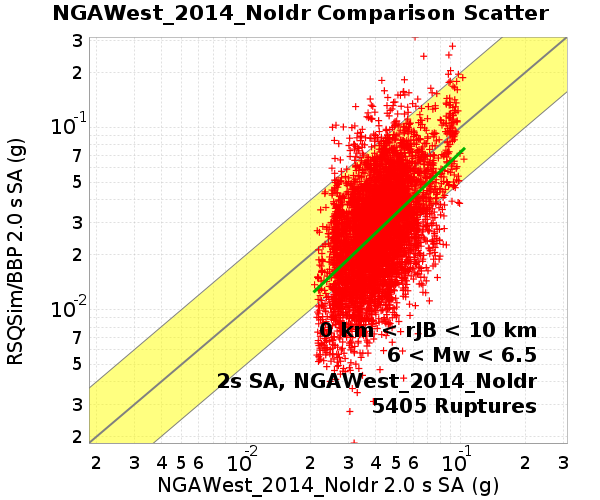 NGAWest_2014_NoIdr Comparison Scatter
RSQSim/BBP 2.0 s SA (g)
3
2
10^-1
7
5
3
2
10^-2
7
5
3
2
0 km < rJB < 10 km
6 < Mw < 6.5
2s SA, NGAWest_2014_NoIdr
5405 Ruptures
2 3 4 5 6 10^-2 2 3 4 5 6 10^-1 2 3
NGAWest_2014_NoIdr 2.0 s SA (g)